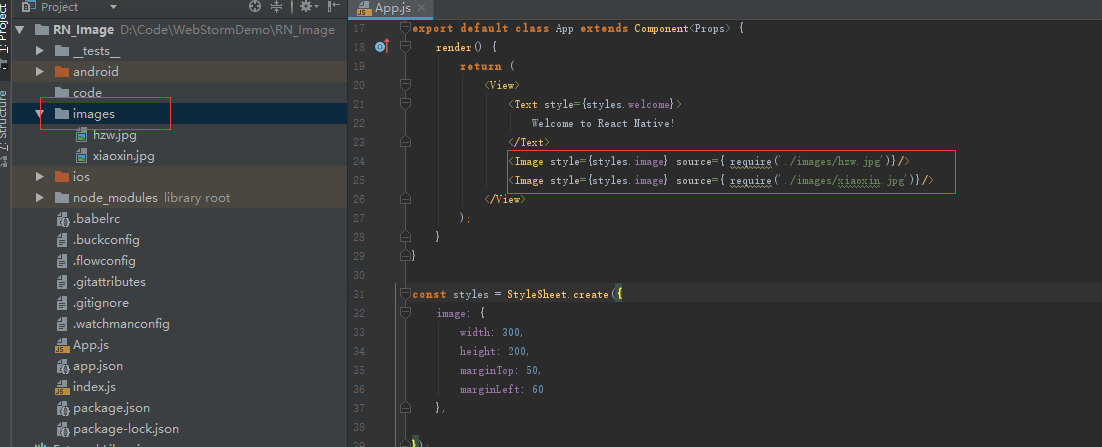 Project
App.js
1: Project
7: Structure
RN_Image D:\Code\WebStormDemo\RN_Image
__tests__
android
code
images
hzw.jpg
xiaoxin.jpg
ios
node_modules library root
.babelrc
.buckconfig
.flowconfig
.gitattributes
.gitignore
.watchmanconfig
App.js
app.json
index.js
package.json
package-lock.json
17 export default class App extends Component<Props> {
18 render() {
19 return (
20 <View>
21 <Text style={styles.welcome}>
22 Welcome to React Native!
23 </Text>
24 <Image style={styles.image} source={ require('./images/hzw.jpg')}/>
25 <Image style={styles.image} source={ require('./images/xiaoxin.jpg')}/>
26 </View>
27 );
28 }
29 }
30
31 const styles = StyleSheet.create({
32 image: {
33 width: 300,
34 height: 200,
35 marginTop: 50,
36 marginLeft: 60
37 },
38
39 });